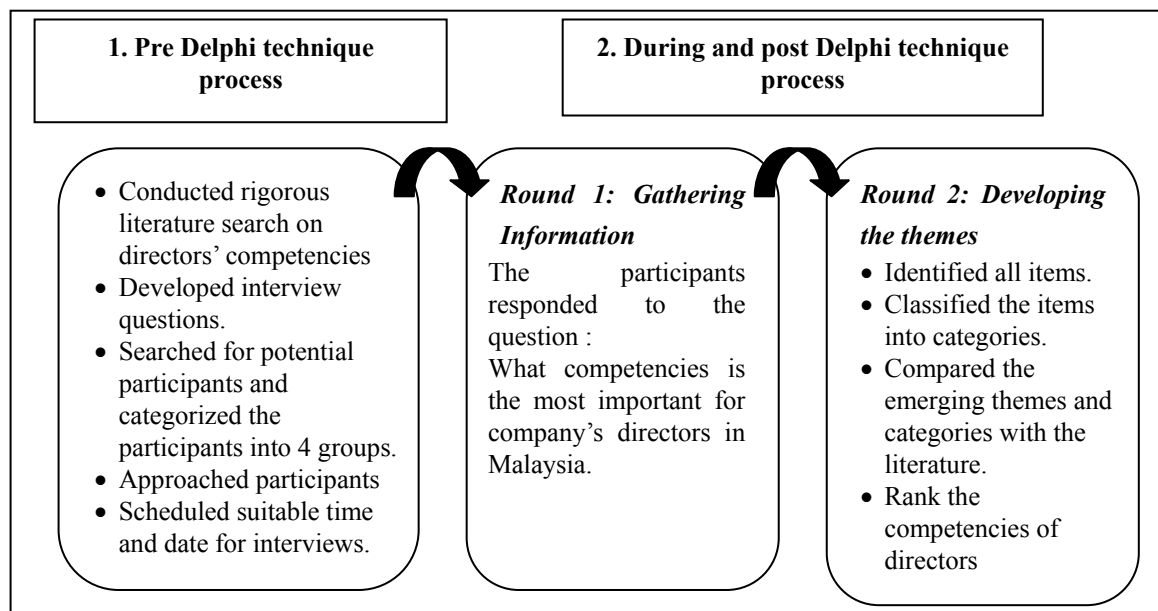 1. Pre Delphi technique
process
2. During and post Delphi technique
process
• Conducted rigorous
literature search on
directors’ competencies
• Developed interview
questions.
• Searched for potential
participants and
categorized the
participants into 4 groups.
• Approached participants
• Scheduled suitable time
and date for interviews.
Round 1: Gathering
Information
The participants
responded to the
question :
What competencies is
the most important for
company’s directors in
Malaysia.
Round 2: Developing
the themes
• Identified all items.
• Classified the items
into categories.
• Compared the
emerging themes and
categories with the
literature.
• Rank the
competencies of
directors